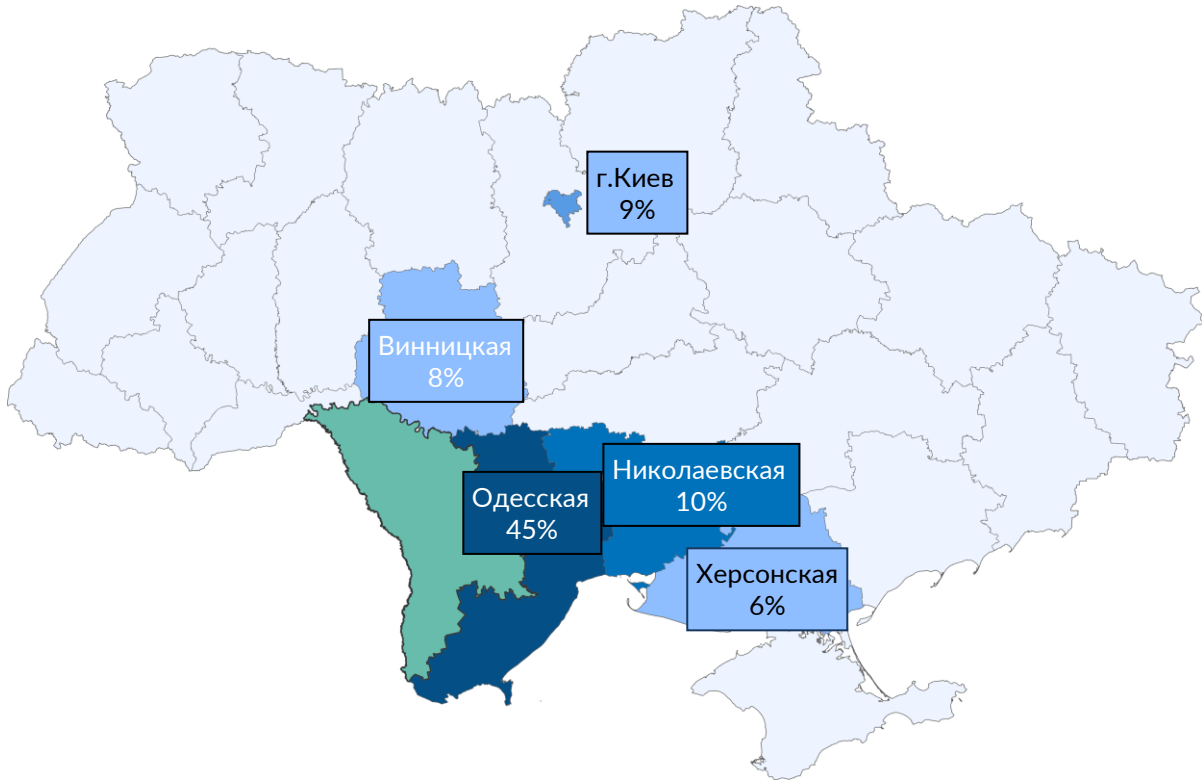 г.Киев
9%
Винницкая
8%
Николаевская
10%
Одесская
45%
Херсонская
6%